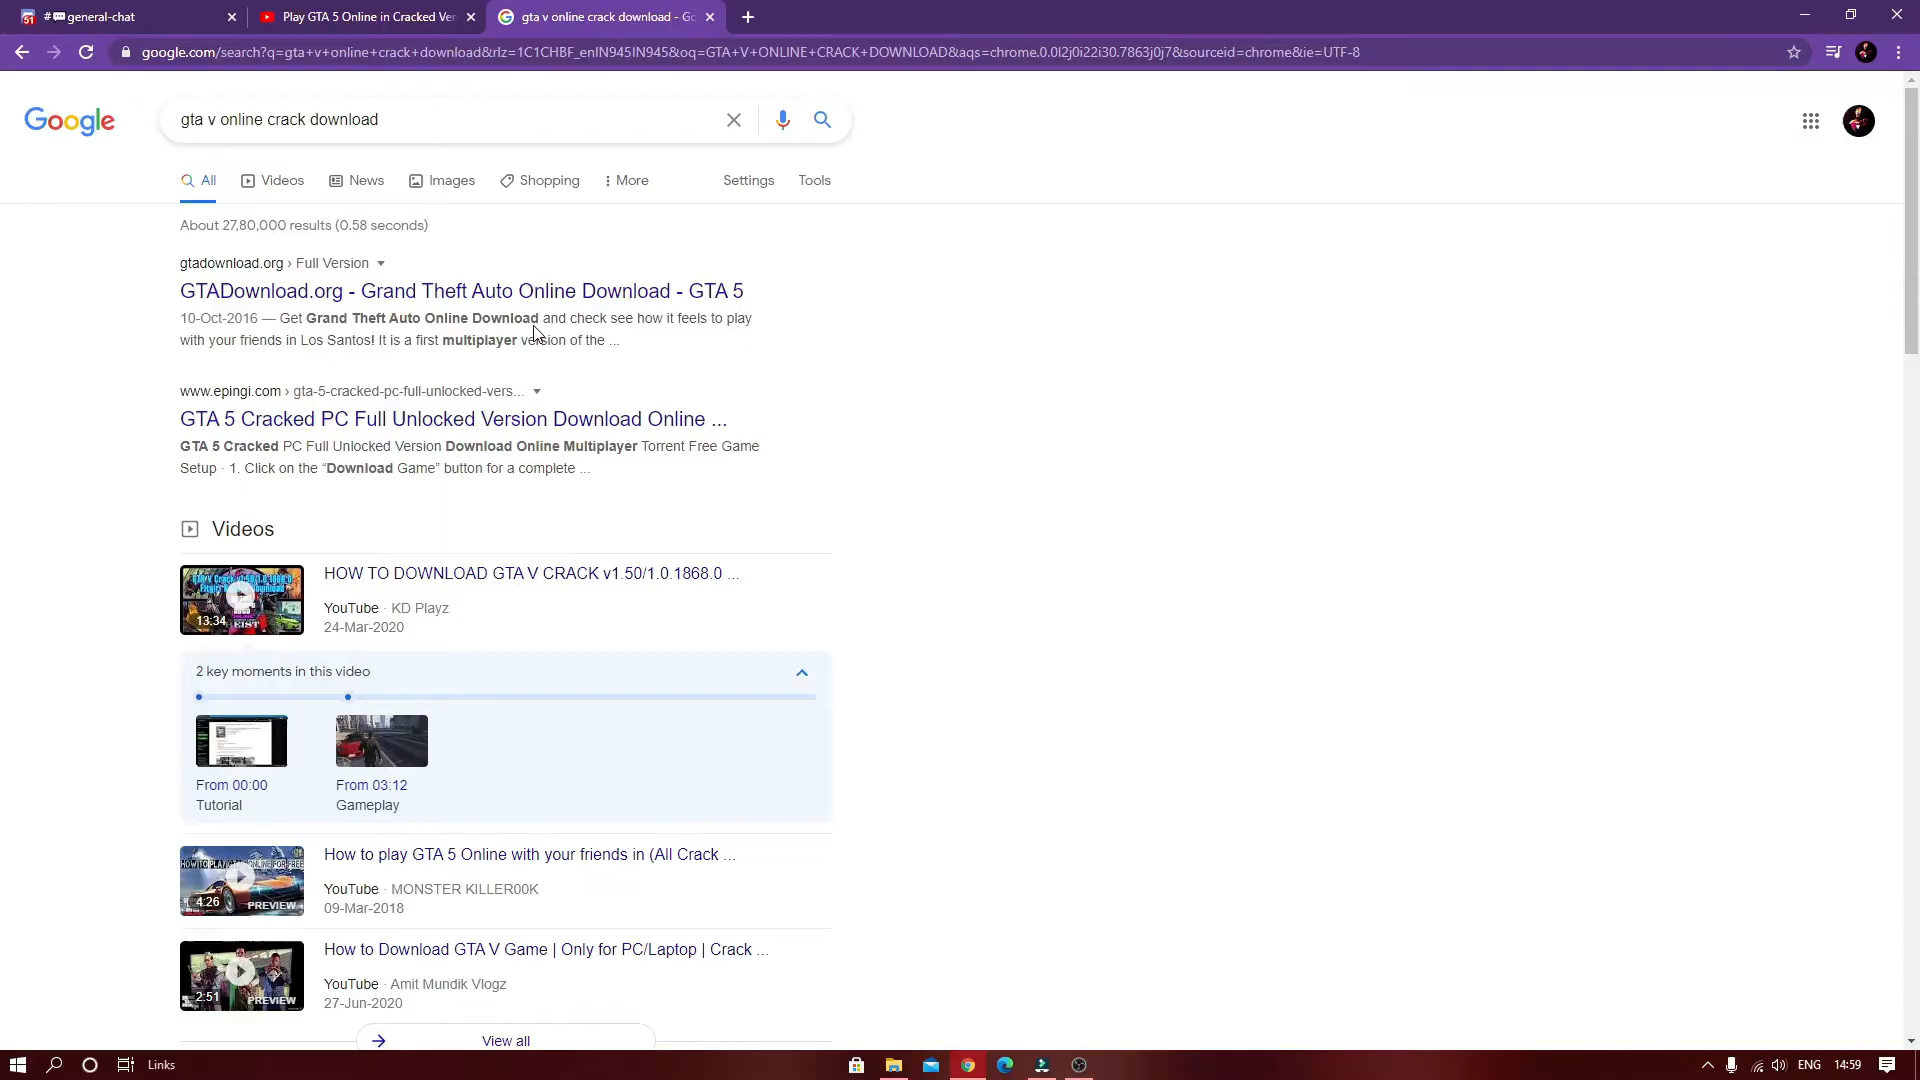 #general-chat
Play GTA 5 Online in Cracked Ver
gta v online crack download - Go
google.com/search?q=gta+v+online+crack+download&rlz=1C1CHBF_enIN945IN945&oq=GTA+V+ONLINE+CRACK+DOWNLOAD&aqs=chrome.0.0l2j0i22i30.7863j0j7&sourceid=chrome&ie=UTF-8
Google
gta v online crack download
All
Videos
News
Images
Shopping
More
Settings
Tools
About 27,80,000 results (0.58 seconds)
gtadownload.org › Full Version
GTADownload.org - Grand Theft Auto Online Download - GTA 5
10-Oct-2016 — Get Grand Theft Auto Online Download and check see how it feels to play
with your friends in Los Santos! It is a first multiplayer version of the ...
www.epingi.com › gta-5-cracked-pc-full-unlocked-vers...
GTA 5 Cracked PC Full Unlocked Version Download Online ...
GTA 5 Cracked PC Full Unlocked Version Download Online Multiplayer Torrent Free Game
Setup · 1. Click on the “Download Game” button for a complete ...
Videos
13:34
HOW TO DOWNLOAD GTA V CRACK v1.50/1.0.1868.0 ...
YouTube · KD Playz
24-Mar-2020
2 key moments in this video
From 00:00
Tutorial
From 03:12
Gameplay
4:26
PREVIEW
How to play GTA 5 Online with your friends in (All Crack ...
YouTube · MONSTER KILLER00K
09-Mar-2018
2:51
PREVIEW
How to Download GTA V Game | Only for PC/Laptop | Crack ...
YouTube · Amit Mundik Vlogz
27-Jun-2020
View all
Links
ENG
14:59